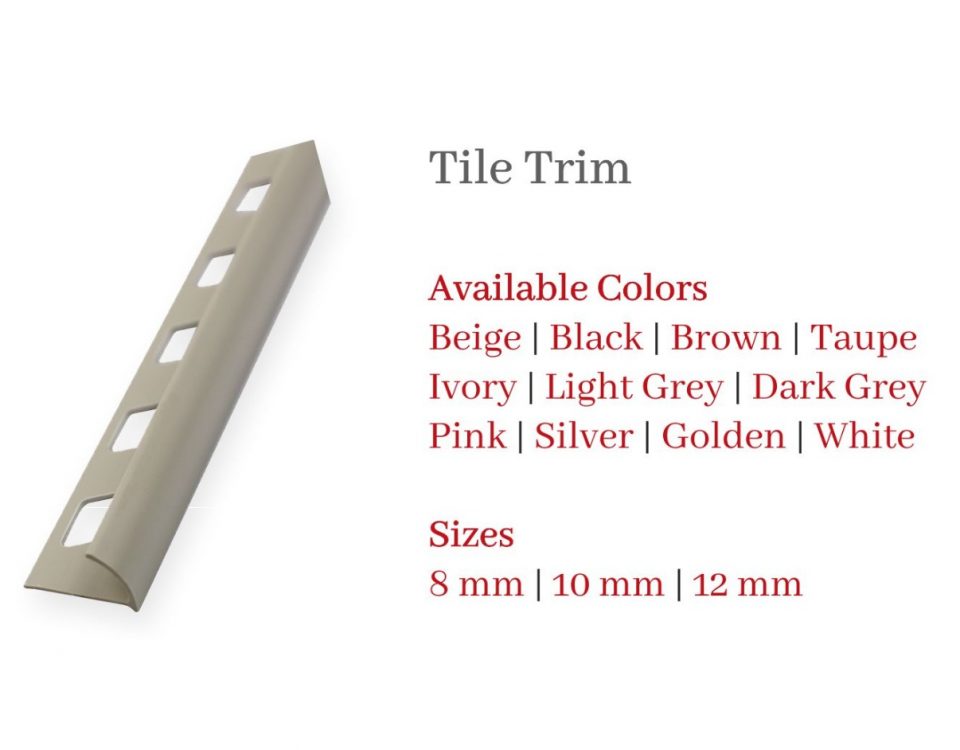 Tile Trim
Available Colors
Beige | Black | Brown | Taupe
Ivory | Light Grey | Dark Grey
Pink | Silver | Golden | White
Sizes
8 mm | 10 mm | 12 mm